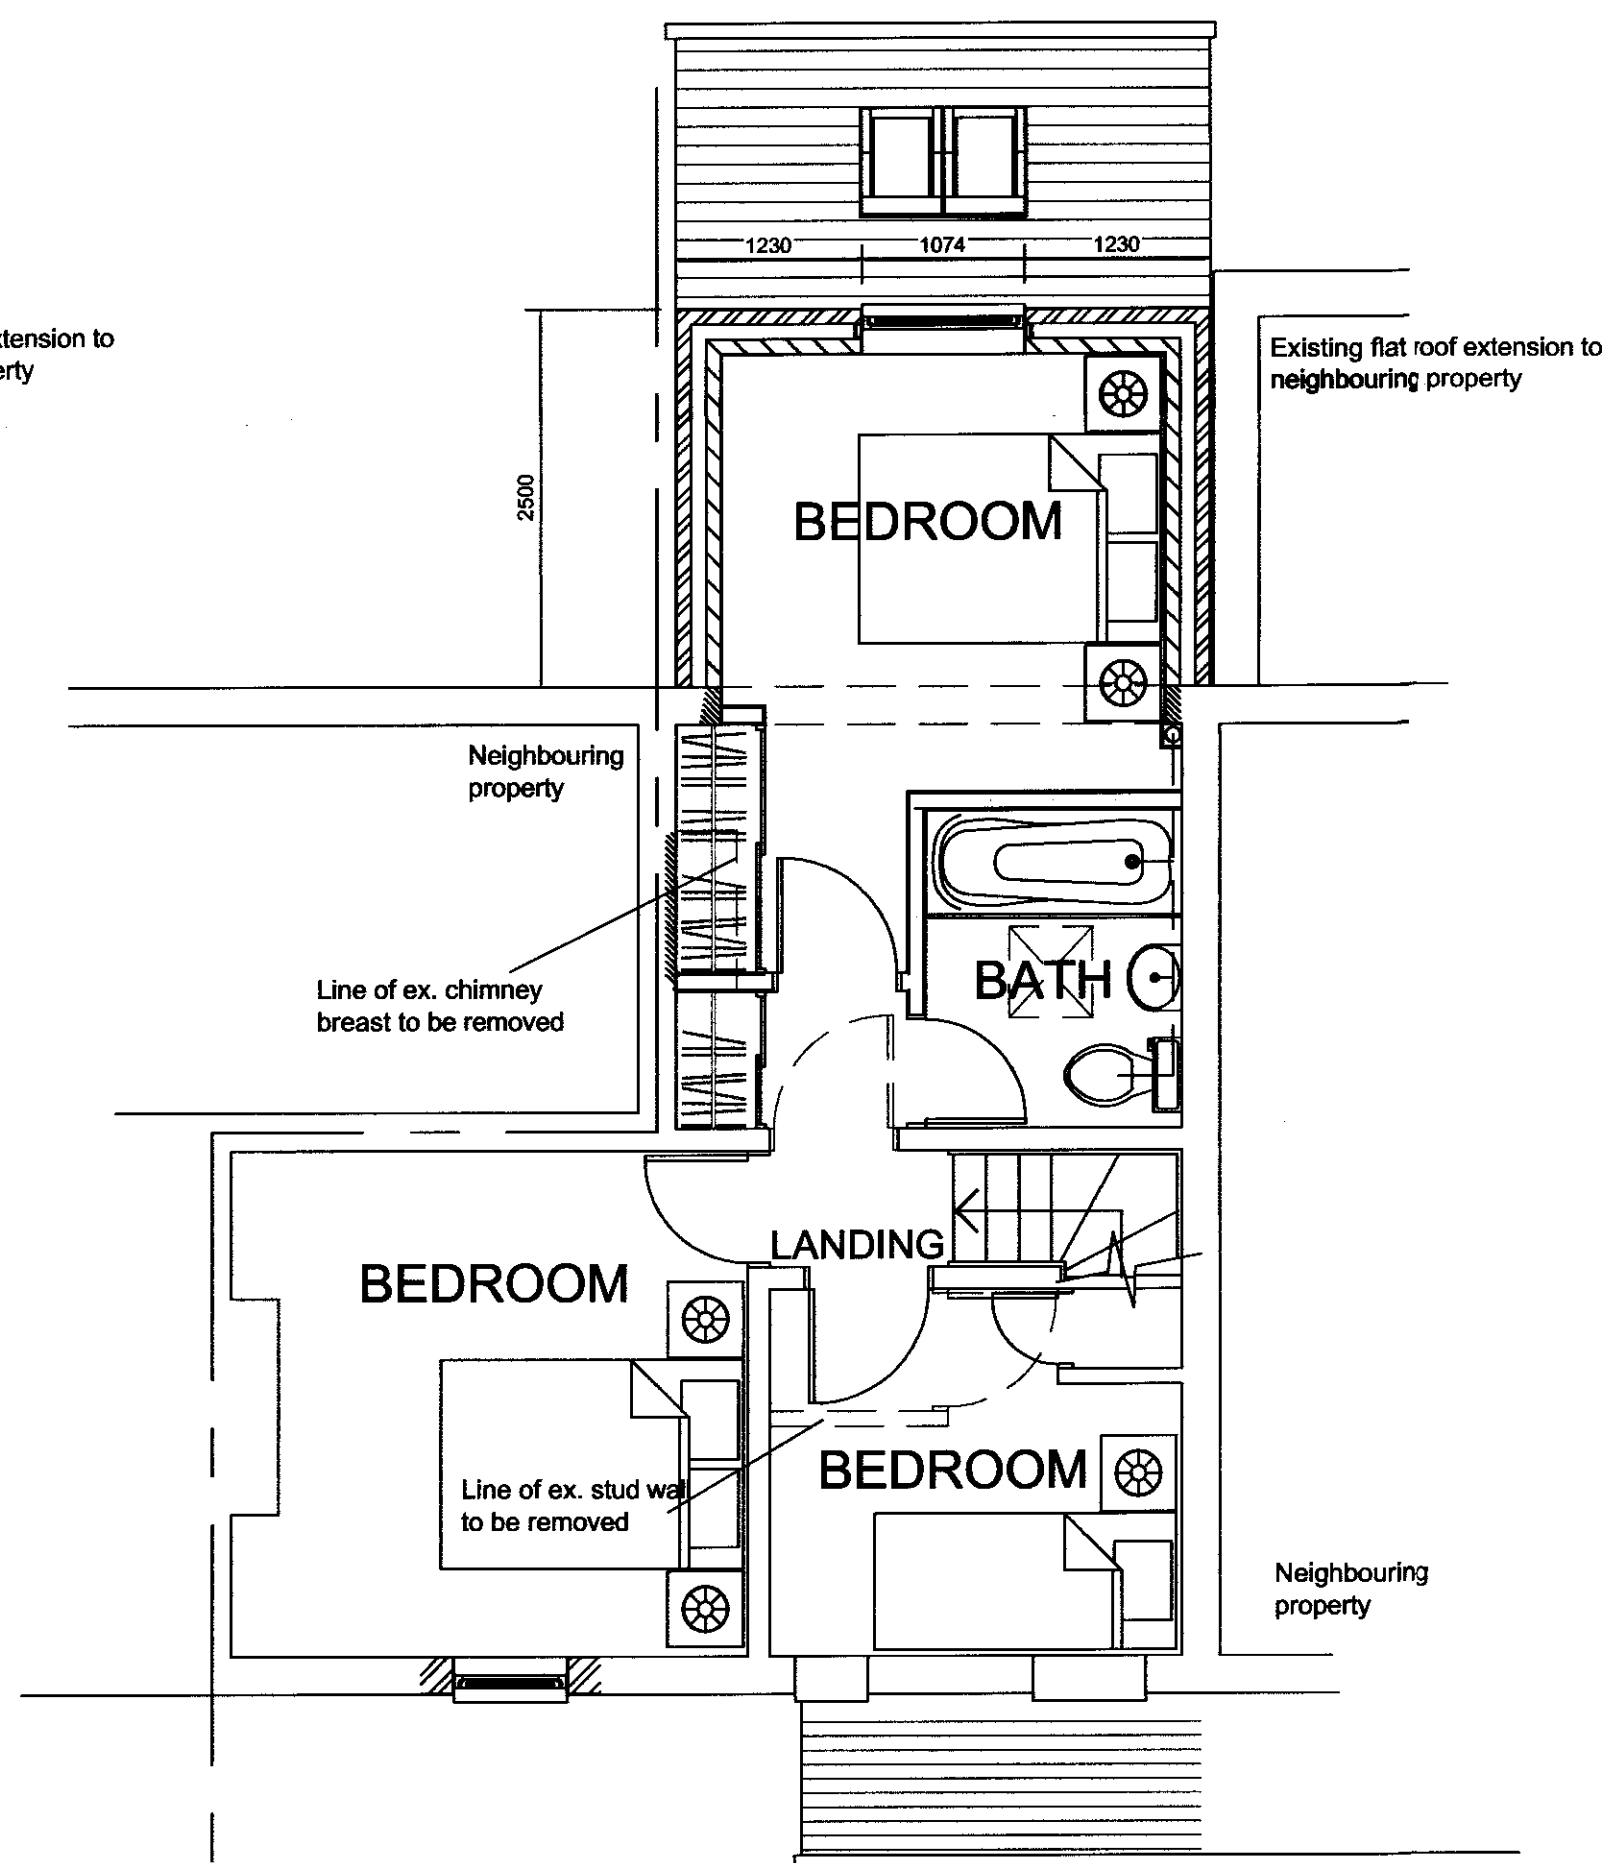 1230 1074 1230
xtension to
erty
Existing flat roof extension to
neighbouring property
2500
BEDROOM
Neighbouring
property
Line of ex. chimney
breast to be removed
BATH
LANDING
BEDROOM
BEDROOM
Line of ex. stud wall
to be removed
Neighbouring
property